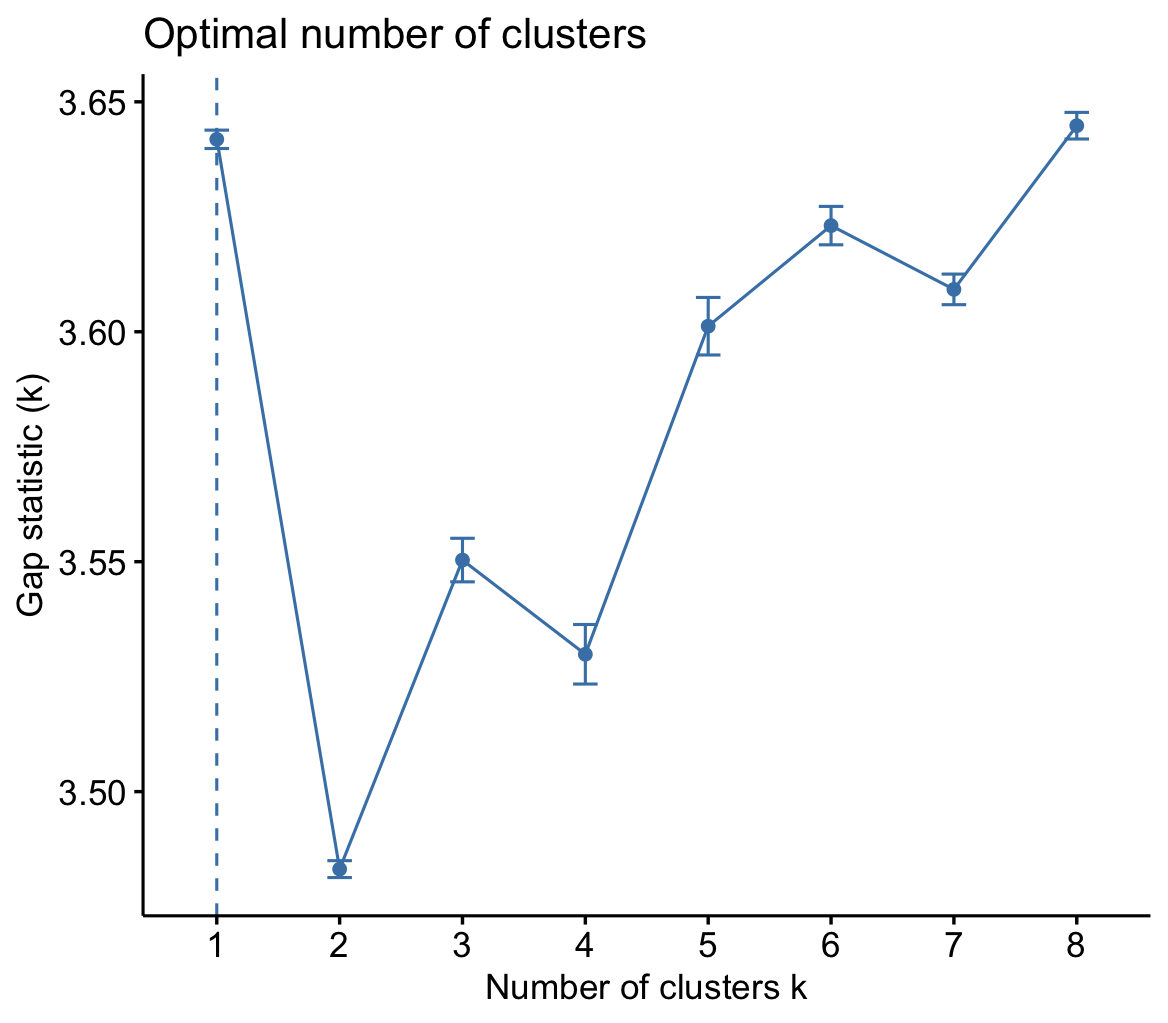 Optimal number of clusters
3.65
3.60
3.55
3.50
Gap statistic (k)
1 2 3 4 5 6 7 8
Number of clusters k